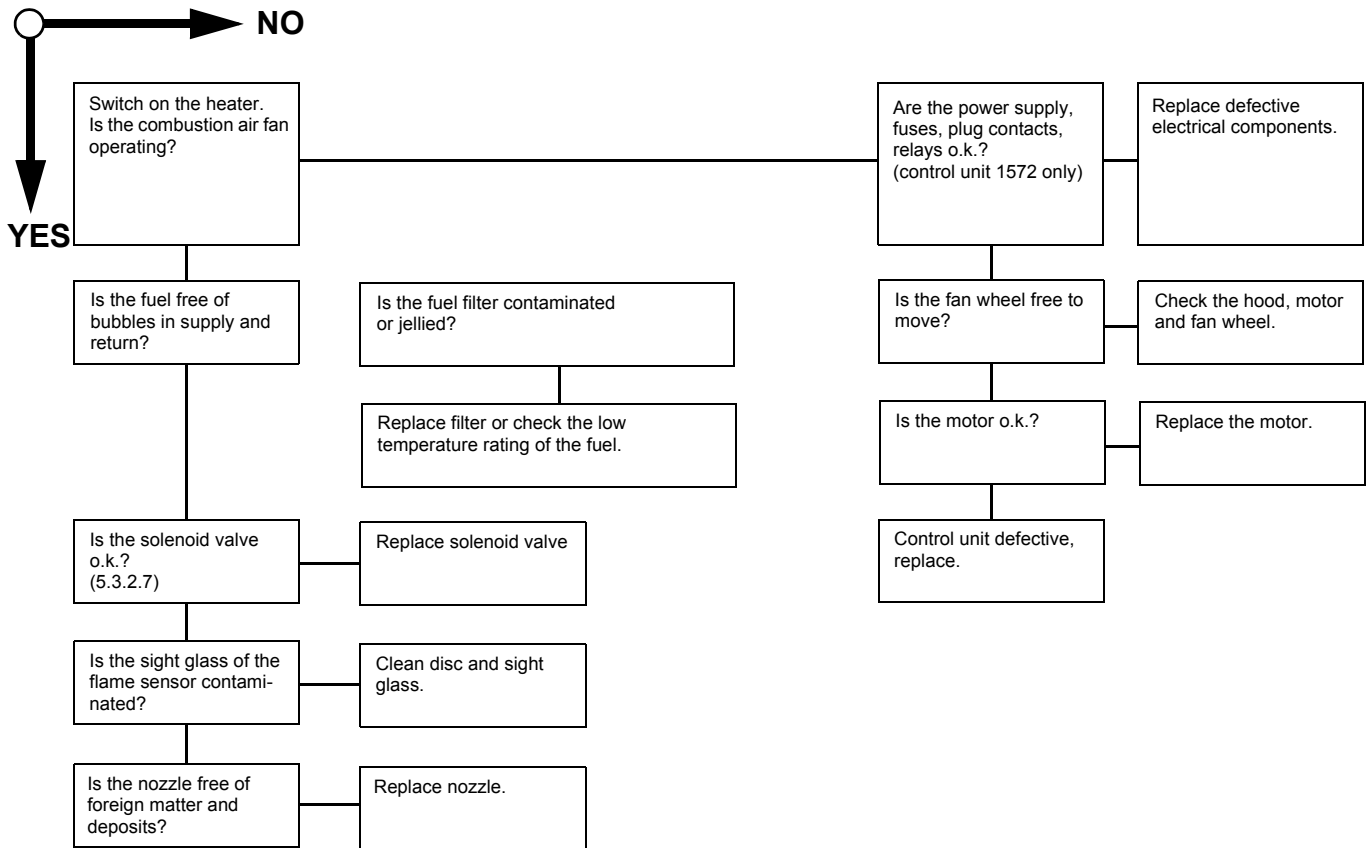 NO
YES
Switch on the heater.
Is the combustion air fan
operating?
Are the power supply,
fuses, plug contacts,
relays o.k.?
(control unit 1572 only)
Replace defective
electrical components.
Is the fuel free of
bubbles in supply and
return?
Is the fuel filter contaminated
or jellied?
Is the fan wheel free to
move?
Check the hood, motor
and fan wheel.
Replace filter or check the low
temperature rating of the fuel.
Is the motor o.k.?
Replace the motor.
Is the solenoid valve
o.k.?
(5.3.2.7)
Replace solenoid valve
Control unit defective,
replace.
Is the sight glass of the
flame sensor contami-
nated?
Clean disc and sight
glass.
Is the nozzle free of
foreign matter and
deposits?
Replace nozzle.